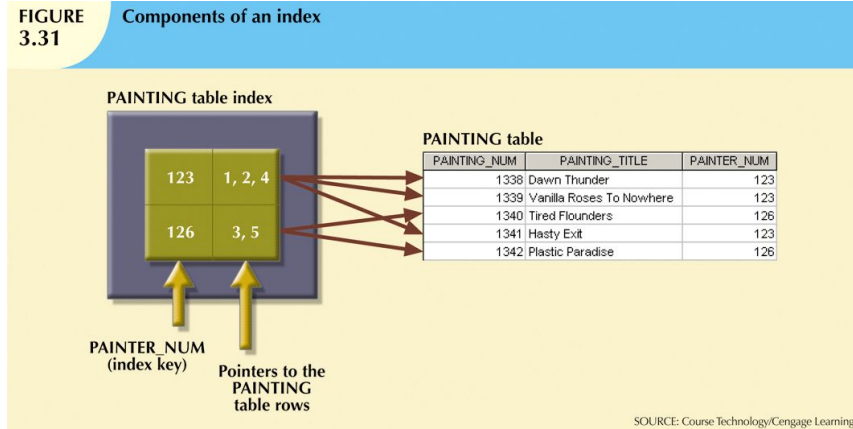 FIGURE
3.31
Components of an index
PAINTING table index
123 1, 2, 4
126 3, 5
PAINTER_NUM
(index key)
Pointers to the
PAINTING
table rows
PAINTING table
PAINTING_NUM PAINTING_TITLE PAINTER_NUM
1338 Dawn Thunder 123
1339 Vanilla Roses To Nowhere 123
1340 Tired Flounders 126
1341 Hasty Exit 123
1342 Plastic Paradise 126
SOURCE: Course Technology/Cengage Learning